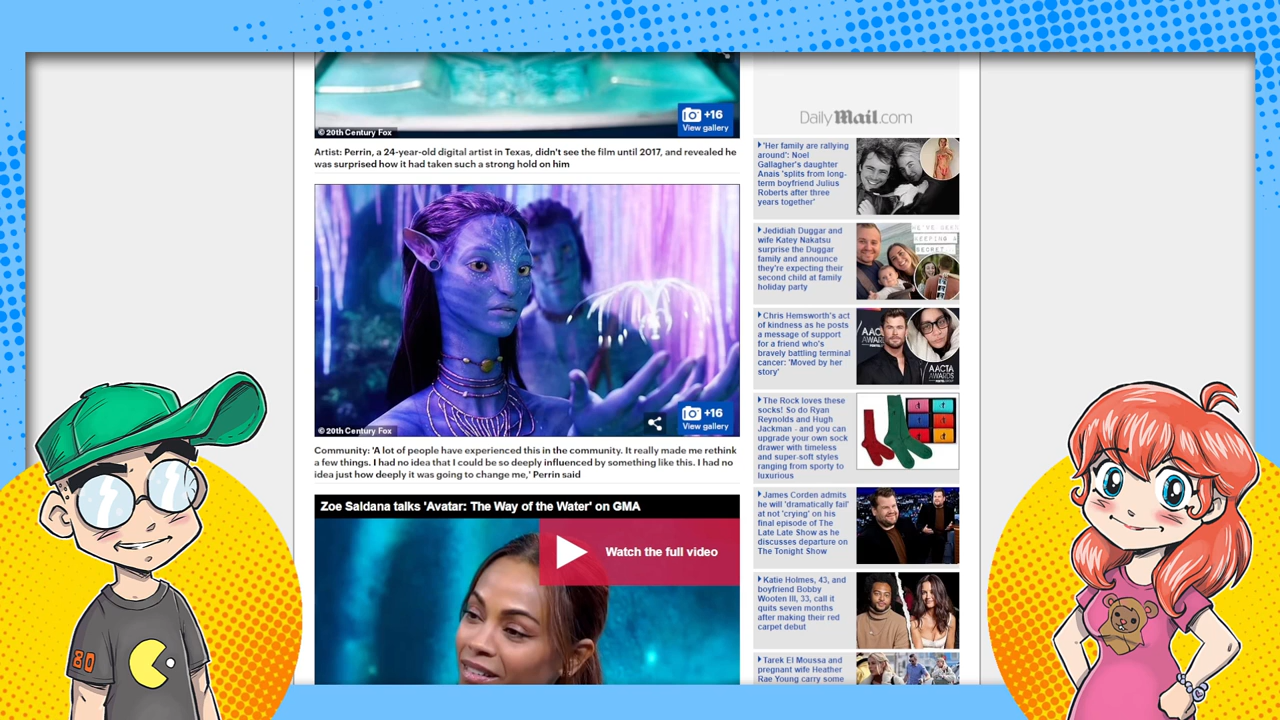 © 20th Century Fox
+16
View gallery
Artist: Perrin, a 24-year-old digital artist in Texas, didn't see the film until 2017, and revealed he
was surprised how it had taken such a strong hold on him
© 20th Century Fox
+16
View gallery
Community: 'A lot of people have experienced this in the community. It really made me rethink
a few things. I had no idea that I could be so deeply influenced by something like this. I had no
idea just how deeply it was going to change me,' Perrin said
Zoe Saldana talks 'Avatar: The Way of the Water' on GMA
Watch the full video
DailyMail.com
'Her family are rallying
around': Noel
Gallagher's daughter
Anais 'splits from long-
term boyfriend Julius
Roberts after three
years together'
Jedidiah Duggar and
wife Katey Nakatsu
surprise the Duggar
family and announce
they're expecting their
second child at family
holiday party
WE'VE BEEN
KEEPING A
SECRET
Chris Hemsworth's act
of kindness as he posts
a message of support
for a friend who's
bravely battling terminal
cancer: 'Moved by her
story'
AACTA
AWARDS
The Rock loves these
socks! So do Ryan
Reynolds and Hugh
Jackman - and you can
upgrade your own sock
drawer with timeless
and super-soft styles
ranging from sporty to
luxurious
James Corden admits
he will 'dramatically fail'
at not 'crying' on his
final episode of The
Late Late Show as he
discusses departure on
The Tonight Show
Katie Holmes, 43, and
boyfriend Bobby
Wooten III, 33, call it
quits seven months
after making their red
carpet debut
Tarek El Moussa and
pregnant wife Heather
Rae Young carry some
80